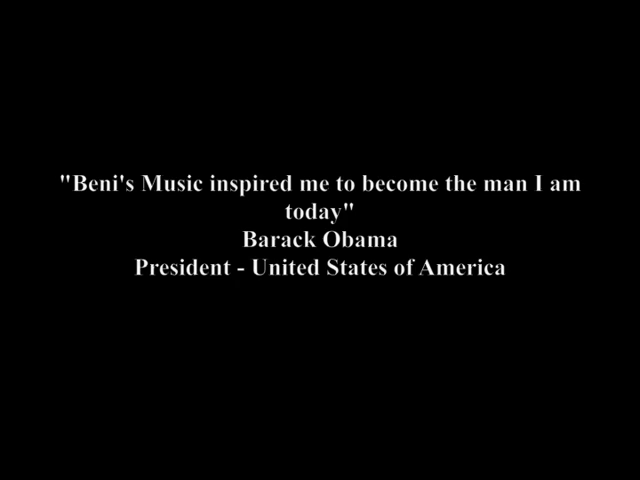 "Beni's Music inspired me to become the man I am
today"
Barack Obama
President - United States of America